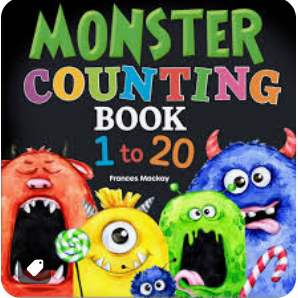 MONSTER
COUNTING
BOOK
1 to 20
Frances Mackay